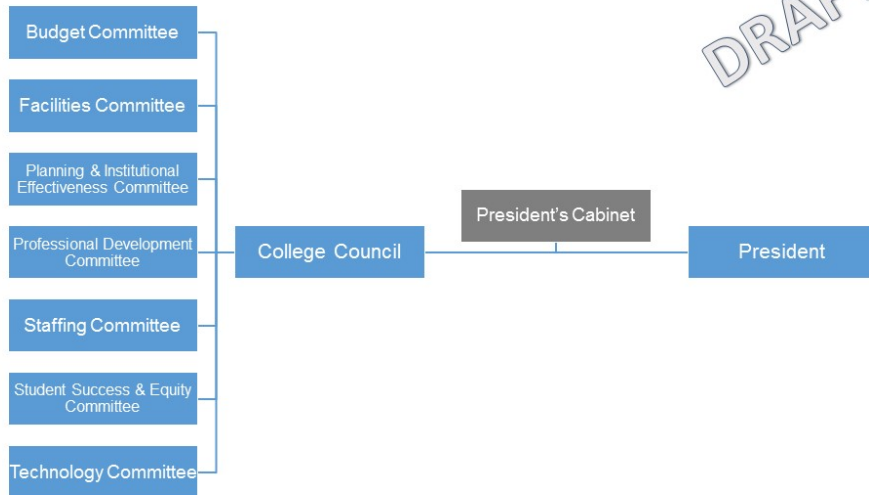 Budget Committee
Facilities Committee
Planning & Institutional
Effectiveness Committee
Professional Development
Committee
Staffing Committee
Student Success & Equity
Committee
Technology Committee
College Council
President's Cabinet
President